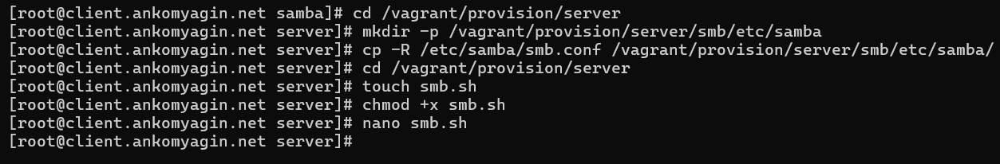 [root@client.ankomyagin.net samba]# cd /vagrant/provision/server
[root@client.ankomyagin.net server]# mkdir -p /vagrant/provision/server/smb/etc/samba
[root@client.ankomyagin.net server]# cp -R /etc/samba/smb.conf /vagrant/provision/server/smb/etc/samba/
[root@client.ankomyagin.net server]# cd /vagrant/provision/server
[root@client.ankomyagin.net server]# touch smb.sh
[root@client.ankomyagin.net server]# chmod +x smb.sh
[root@client.ankomyagin.net server]# nano smb.sh
[root@client.ankomyagin.net server]#